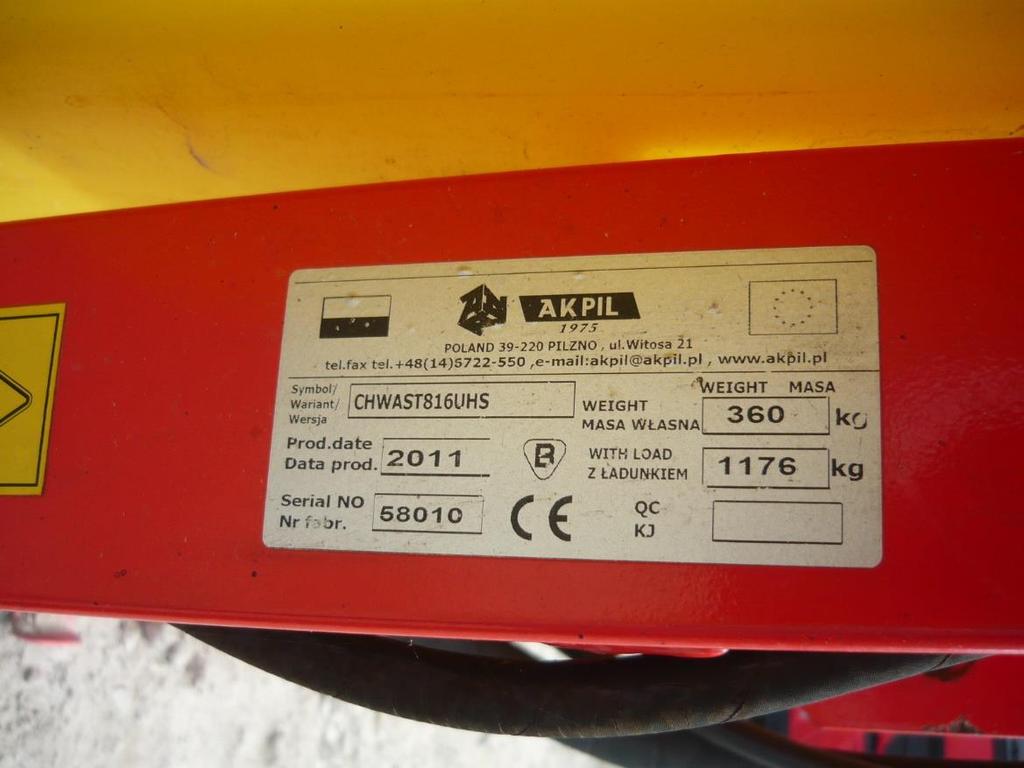 AKPIL
1975
POLAND 39-220 PILZNO , ul.Witosa 21
tel.fax tel.+48(14)6722-550 ,e-mail:akpil@akpil.pl , www.akpil.pl
Symbol/
Wariant/
Wersja
CHWAST816UHS
WEIGHT MASA
WEIGHT
MASA WŁASNA
360 kg
Prod.date
Data prod.
2011
R
WITH LOAD
Z ŁADUNKIEM
1176 kg
Serial NO
Nr fabr.
58010
CE
QC
KJ